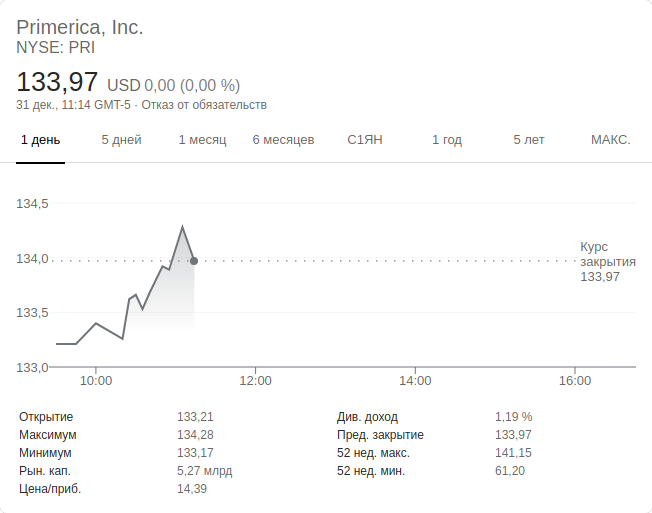 Primerica, Inc.
NYSE: PRI
133,97 USD 0,00 (0,00 %)
31 дек., 11:14 GMT-5 · Отказ от обязательств
1 день 5 дней 1 месяц 6 месяцев С1ЯН 1 год 5 лет МАКС.
134,5
134,0
133,5
133,0
Курс
закрытия
133,97
10:00 12:00 14:00 16:00
Открытие 133,21 Див. доход 1,19 %
Максимум 134,28 Пред. закрытие 133,97
Минимум 133,17 52 нед. макс. 141,15
Рын. кап. 5,27 млрд 52 нед. мин. 61,20
Цена/приб. 14,39